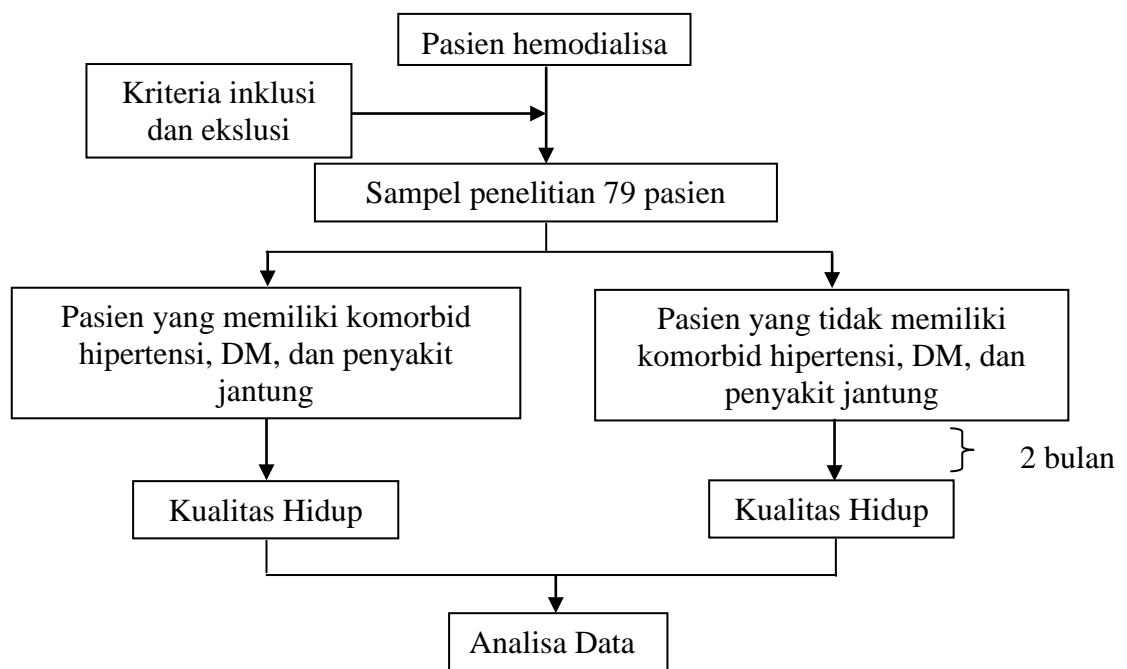 Pasien hemodialisa
Kriteria inklusi
dan ekslusi
Sampel penelitian 79 pasien
Pasien yang memiliki komorbid
hipertensi, DM, dan penyakit
jantung
Pasien yang tidak memiliki
komorbid hipertensi, DM, dan
penyakit jantung
2 bulan
Kualitas Hidup
Kualitas Hidup
Analisa Data